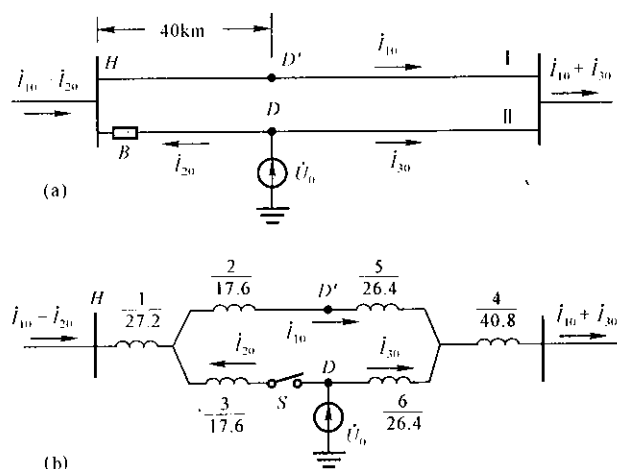 40km
H
D′
İ₁₀
I
İ₁₀ - İ₂₀
İ₁₀ + İ₃₀
D
II
B
İ₂₀
İ₃₀
U̇₀
(a)
2/17.6
5/26.4
H
1/27.2
D′
4/40.8
İ₁₀ - İ₂₀
İ₁₀
İ₁₀ + İ₃₀
İ₂₀
D
İ₃₀
S
3/17.6
6/26.4
U̇₀
(b)